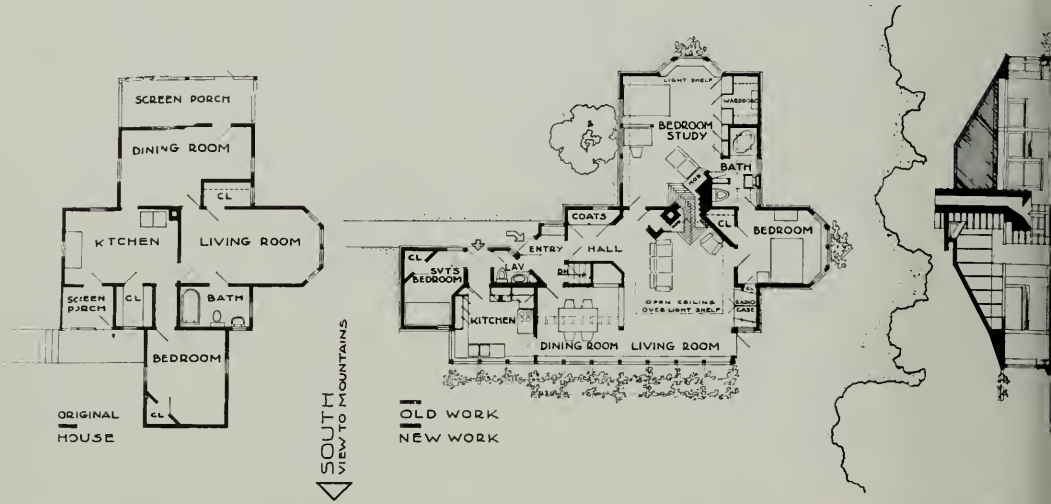 SCREEN PORCH
DINING ROOM
CL
KITCHEN
LIVING ROOM
SCREEN
PORCH
CL
BATH
BEDROOM
CL
ORIGINAL
HOUSE
SOUTH
VIEW TO MOUNTAINS
LIGHT SHELF
WARDROBE
BEDROOM
STUDY
BATH
COATS
CL
BEDROOM
ENTRY
HALL
CL
SVT'S
BEDROOM
LAV
DN
CL
RADIO
CASE
OPEN CEILING
OVER LIGHT SHELF
KITCHEN
DINING ROOM
LIVING ROOM
OLD WORK
NEW WORK